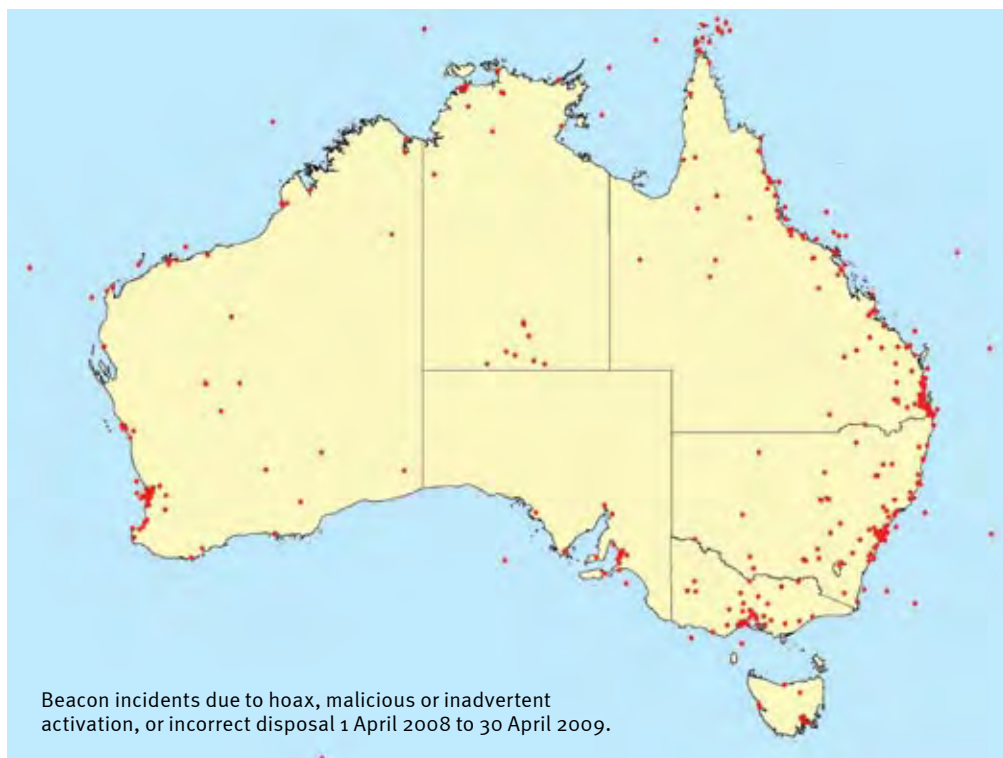 Beacon incidents due to hoax, malicious or inadvertent
activation, or incorrect disposal 1 April 2008 to 30 April 2009.